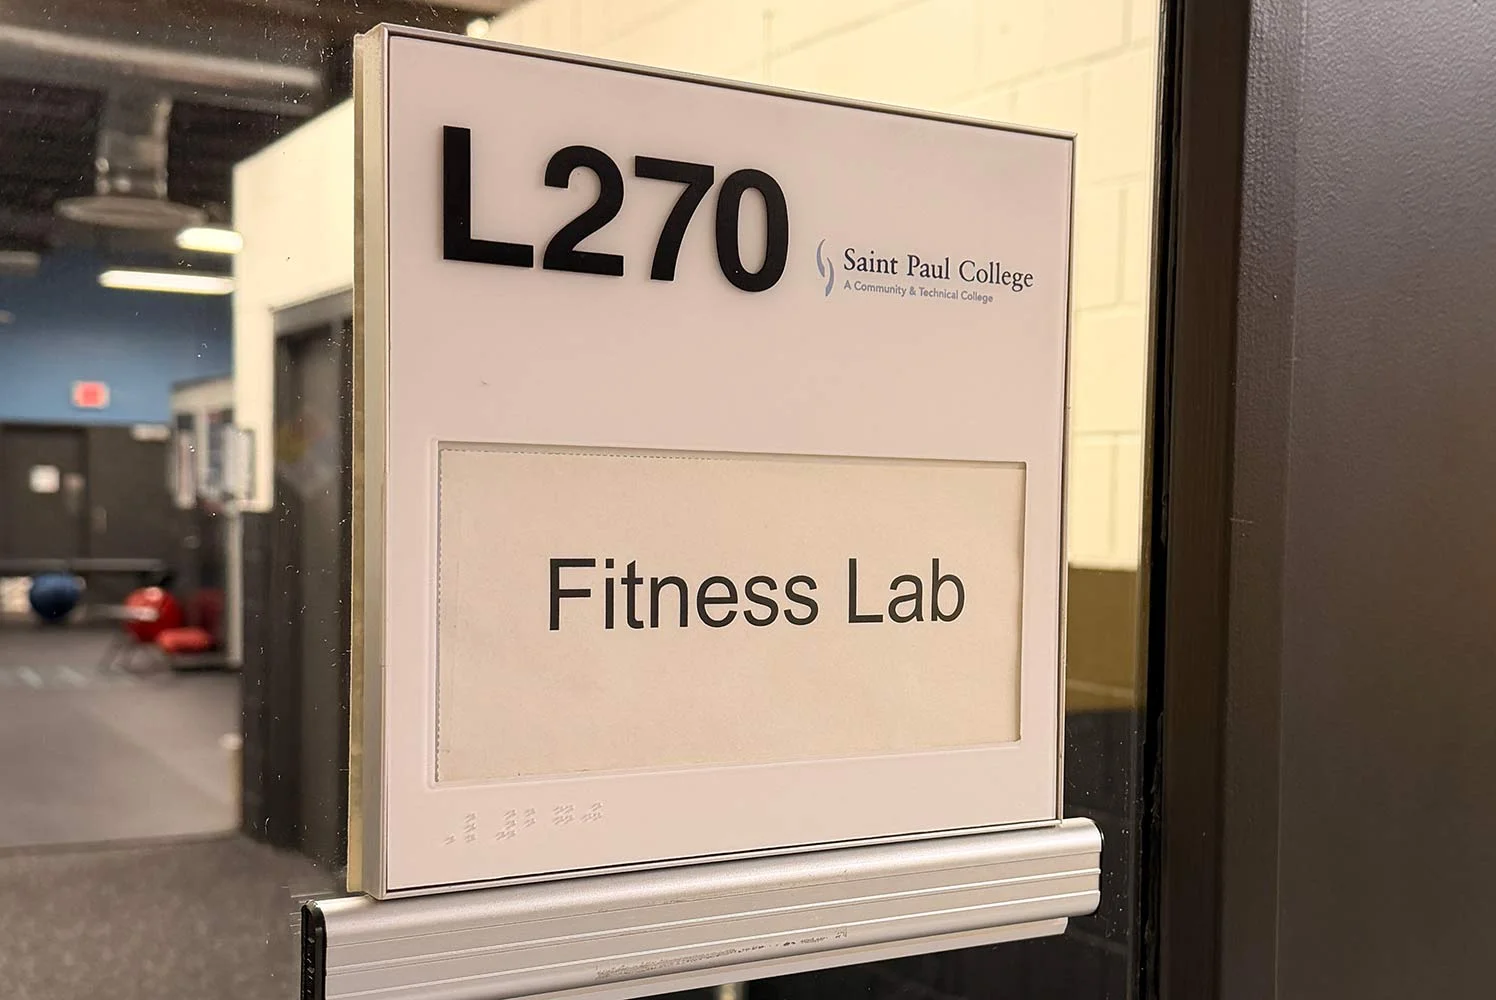 L270
Saint Paul College
A Community & Technical College
Fitness Lab